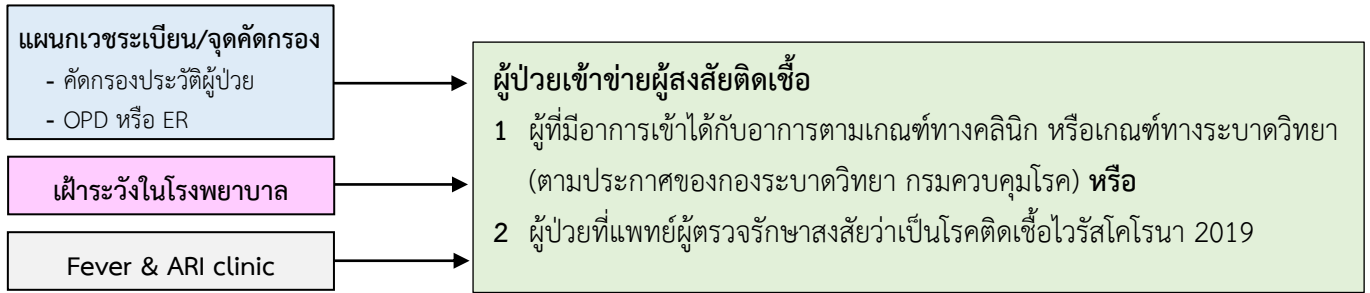 แผนกเวชระเบียน/จุดคัดกรอง
- คัดกรองประวัติผู้ป่วย
- OPD หรือ ER
เฝ้าระวังในโรงพยาบาล
Fever & ARI clinic
ผู้ป่วยเข้าข่ายผู้สงสัยติดเชื้อ
1 ผู้ที่มีอาการเข้าได้กับอาการตามเกณฑ์ทางคลินิก หรือเกณฑ์ทางระบาดวิทยา
(ตามประกาศของกองระบาดวิทยา กรมควบคุมโรค) หรือ
2 ผู้ป่วยที่แพทย์ผู้ตรวจรักษาสงสัยว่าเป็นโรคติดเชื้อไวรัสโคโรนา 2019